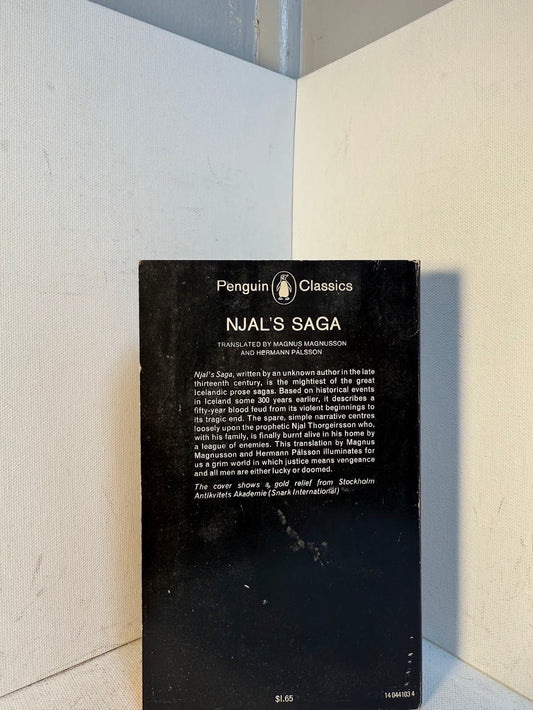 Penguin Classics
NJAL'S SAGA
TRANSLATED BY MAGNUS MAGNUSSON
AND HERMANN PÁLSSON
Njal's Saga, written by an unknown author in the late
thirteenth century, is the mightiest of the great
Icelandic prose sagas. Based on historical events
in Iceland some 300 years earlier, it describes a
fifty-year blood feud from its violent beginnings to
its tragic end. The spare, simple narrative centres
loosely upon the prophetic Njal Thorgeirsson who,
with his family, is finally burnt alive in his home by
a league of enemies. This translation by Magnus
Magnusson and Hermann Pálsson illuminates for
us a grim world in which justice means vengeance
and all men are either lucky or doomed.
The cover shows a gold relief from Stockholm
Antikvitets Akademie (Snark International)
$1.65
14 044103 4